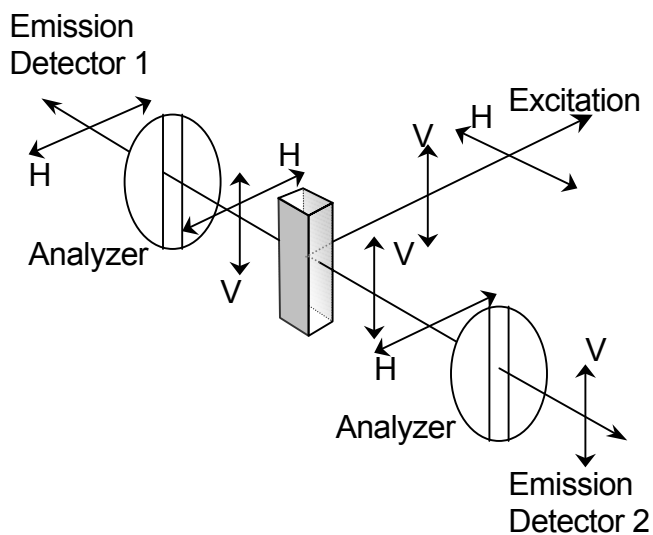 Emission
Detector 1
H
Analyzer
H
V
V
H
Excitation
V
H
Analyzer
V
Emission
Detector 2